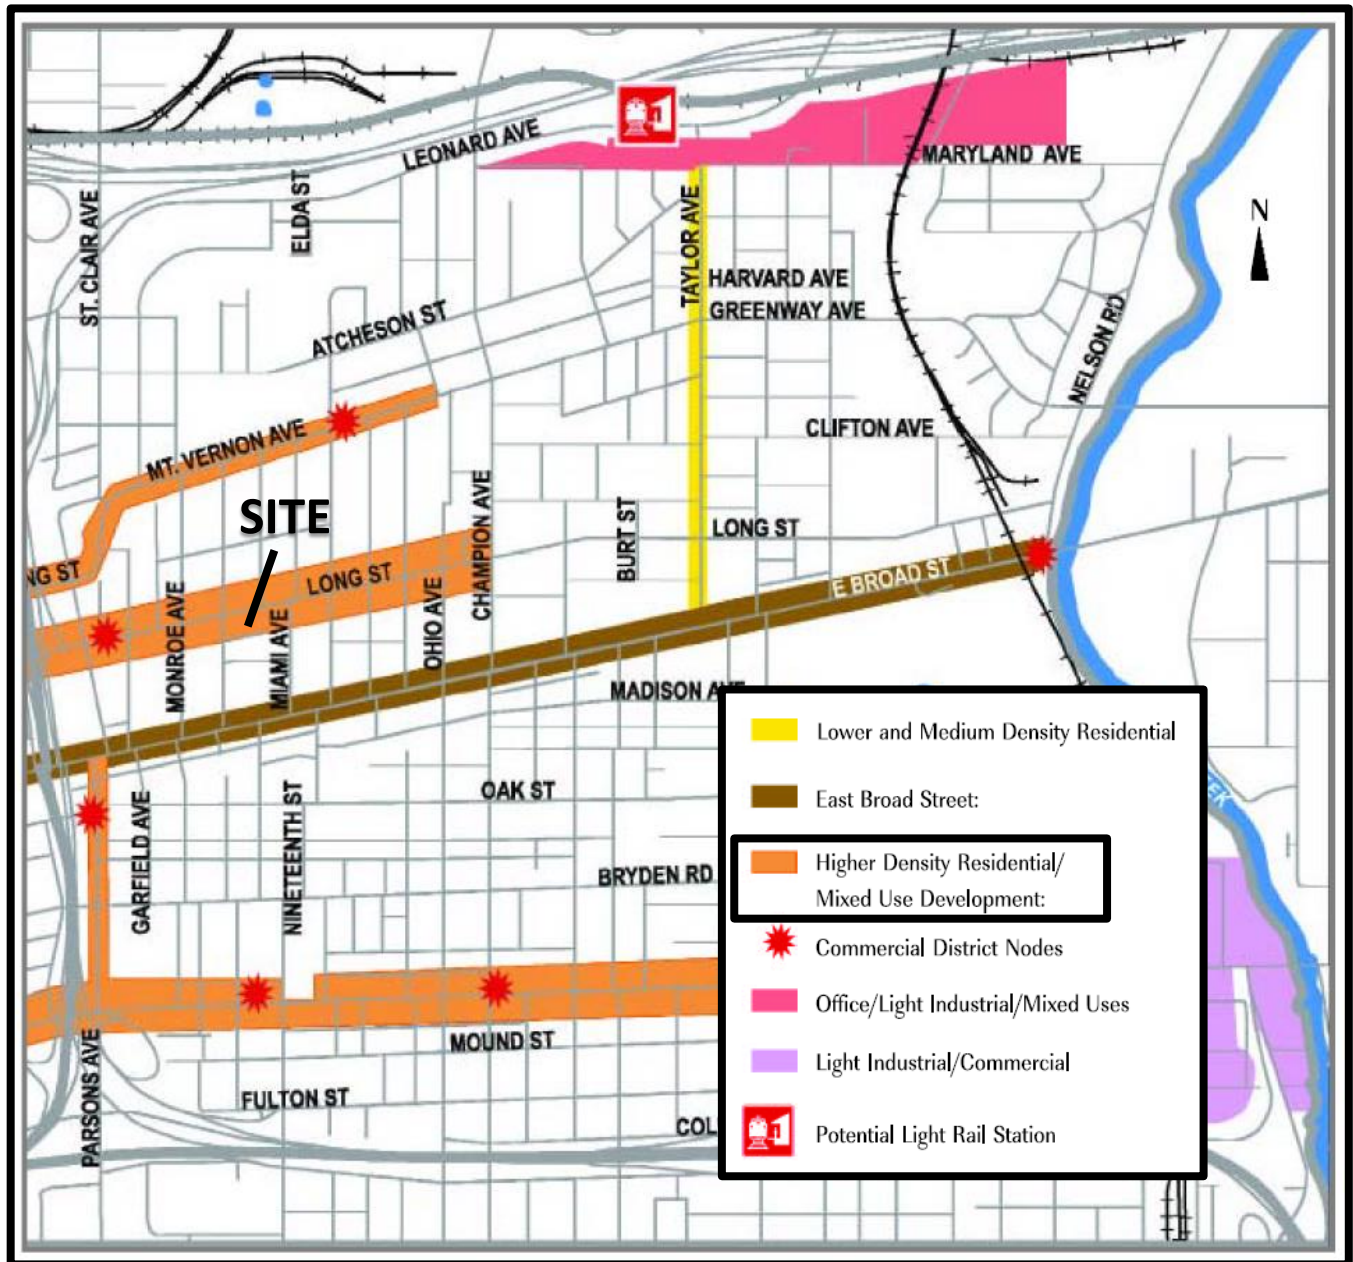 LEONARD AVE
MARYLAND AVE
ST. CLAIR AVE
ELDA ST
TAYLOR AVE
N
HARVARD AVE
GREENWAY AVE
ATCHESON ST
NELSON RD
MT. VERNON AVE
CLIFTON AVE
SITE
CHAMPION AVE
BURT ST
LONG ST
NG ST
LONG ST
E BROAD ST
MONROE AVE
MIAMI AVE
OHIO AVE
MADISON AVE
Lower and Medium Density Residential
East Broad Street:
Higher Density Residential/
Mixed Use Development:
Commercial District Nodes
Office/Light Industrial/Mixed Uses
Light Industrial/Commercial
Potential Light Rail Station
OAK ST
EK
GARFIELD AVE
NINETEENTH ST
BRYDEN RD
MOUND ST
PARSONS AVE
FULTON ST
COL